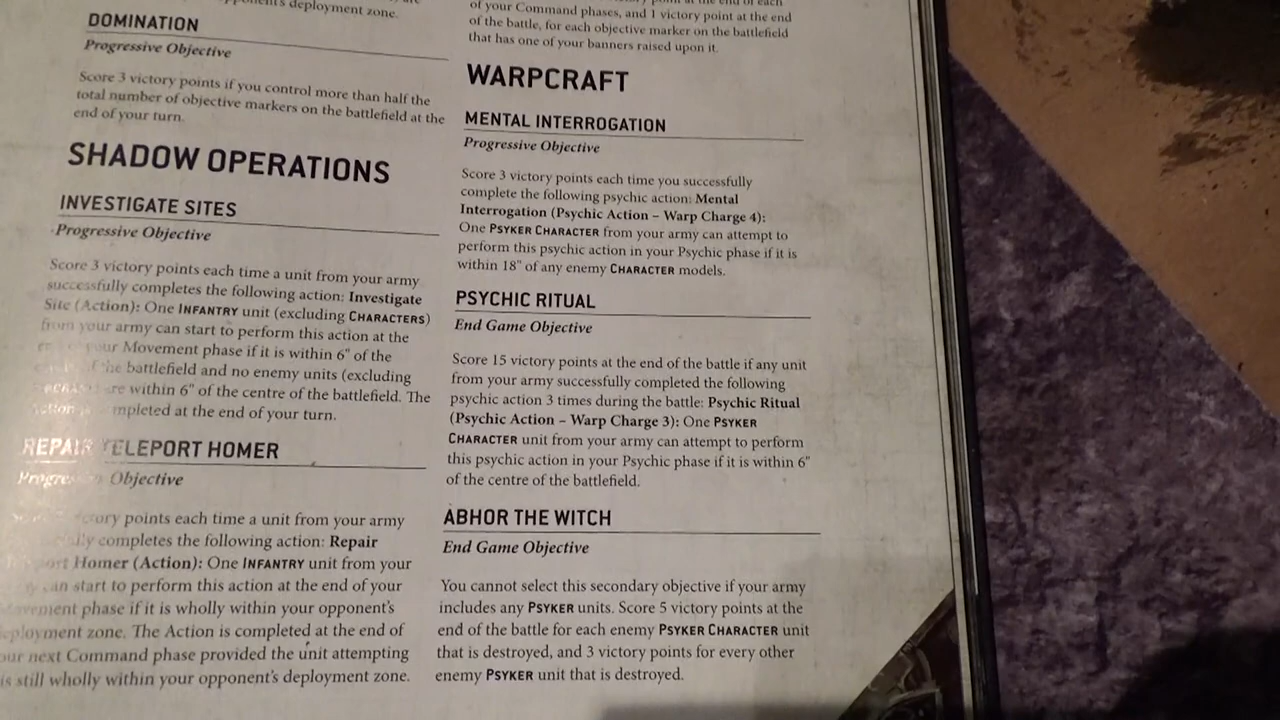 opponent's deployment zone.
DOMINATION
Progressive Objective
Score 3 victory points if you control more than half the
total number of objective markers on the battlefield at the
end of your turn.
SHADOW OPERATIONS
INVESTIGATE SITES
Progressive Objective
Score 3 victory points each time a unit from your army
successfully completes the following action: Investigate
Site (Action): One INFANTRY unit (excluding CHARACTERS)
from your army can start to perform this action at the
your Movement phase if it is within 6" of the
the battlefield and no enemy units (excluding
are within 6" of the centre of the battlefield. The
completed at the end of your turn.
REPAIR TELEPORT HOMER
Progressive Objective
victory points each time a unit from your army
completes the following action: Repair
Homer (Action): One INFANTRY unit from your
can start to perform this action at the end of your
Movement phase if it is wholly within your opponent's
deployment zone. The Action is completed at the end of
your next Command phase provided the unit attempting
is still wholly within your opponent's deployment zone.
of your Command phases, and 1 victory point at the end
of the battle, for each objective marker on the battlefield
that has one of your banners raised upon it.
WARPCRAFT
MENTAL INTERROGATION
Progressive Objective
Score 3 victory points each time you successfully
complete the following psychic action: Mental
Interrogation (Psychic Action – Warp Charge 4):
One PSYKER CHARACTER from your army can attempt to
perform this psychic action in your Psychic phase if it is
within 18" of any enemy CHARACTER models.
PSYCHIC RITUAL
End Game Objective
Score 15 victory points at the end of the battle if any unit
from your army successfully completed the following
psychic action 3 times during the battle: Psychic Ritual
(Psychic Action – Warp Charge 3): One PSYKER
CHARACTER unit from your army can attempt to perform
this psychic action in your Psychic phase if it is within 6"
of the centre of the battlefield.
ABHOR THE WITCH
End Game Objective
You cannot select this secondary objective if your army
includes any PSYKER units. Score 5 victory points at the
end of the battle for each enemy PSYKER CHARACTER unit
that is destroyed, and 3 victory points for every other
enemy PSYKER unit that is destroyed.